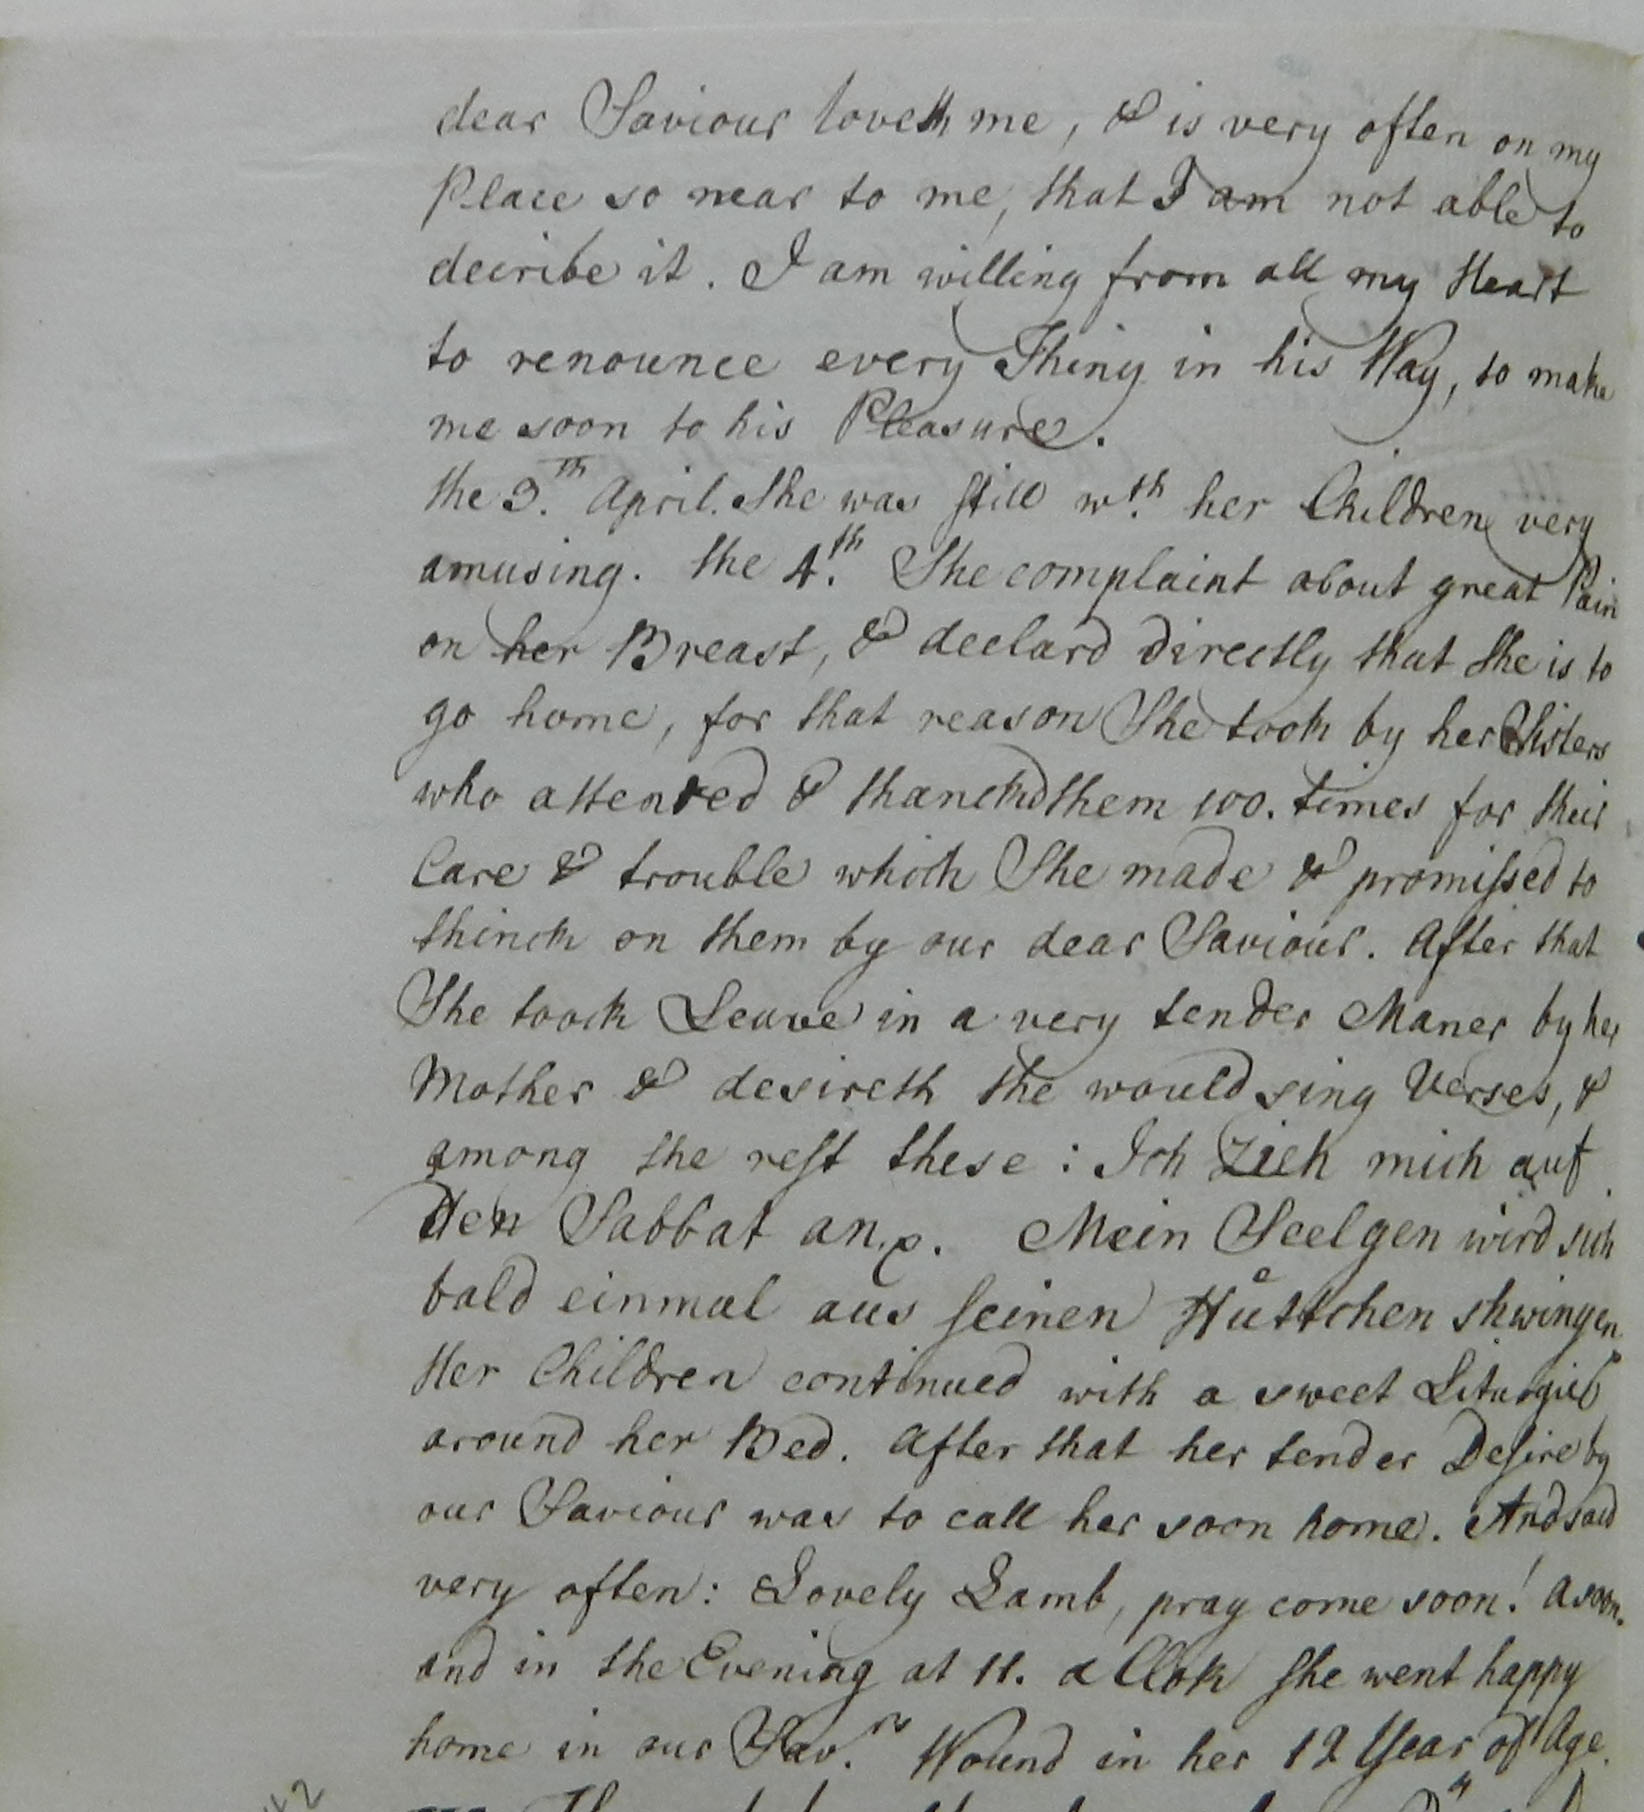 dear Saviour loveth me, & is very often on my
Place so near to me, that I am not able to
decribe it. I am willing from all my Heart
to renounce every Thing in his Way, to make
me soon to his Pleasure.
the 3.th April. She was still wth. her Children very
amusing. the 4.th She complaint about great Pain
on her Breast, & declard directly that She is to
go home, for that reason She took by her Sisters
who attented & thanckd them 100. times for their
Care & trouble which She made & promissed to
thinck on them by our dear Saviour. After that
She toock Leave in a very tender Maner by her
Mother & desireth She would sing Verses, &
among the rest these: Ich zieh mich auf
den Sabbat an. p. Mein Seelgen wird sich
bald einmal aus seinen Hüttchen shwingen
Her Children continued with a sweet Liturgie
around her Bed. After that her tender Desire by
our Saviour was to call her soon home. And said
very often: Lovely Lamb, pray come soon! a soon.
and in the Evening at 11. a Clok She went happy
home in our Sav.rs Wound in her 12 Year of Age.